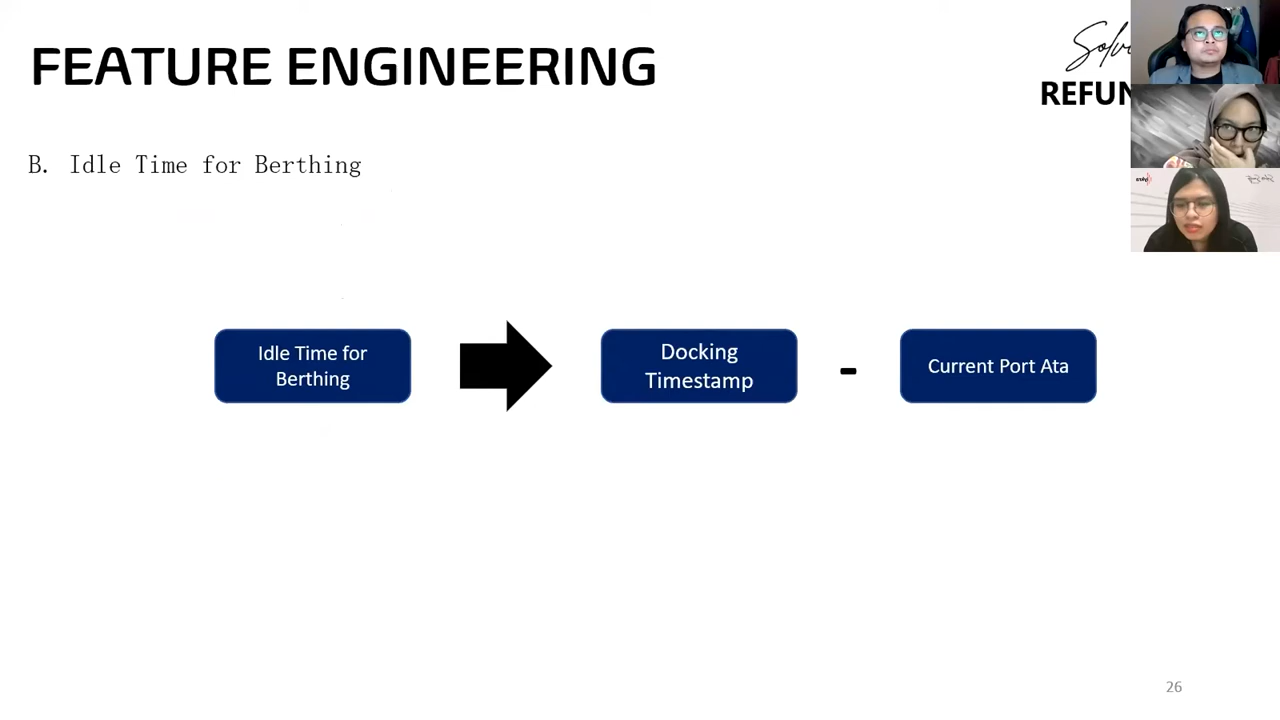 FEATURE ENGINEERING
REFUN
B. Idle Time for Berthing
Idle Time for
Berthing
Docking
Timestamp
-
Current Port Ata
26